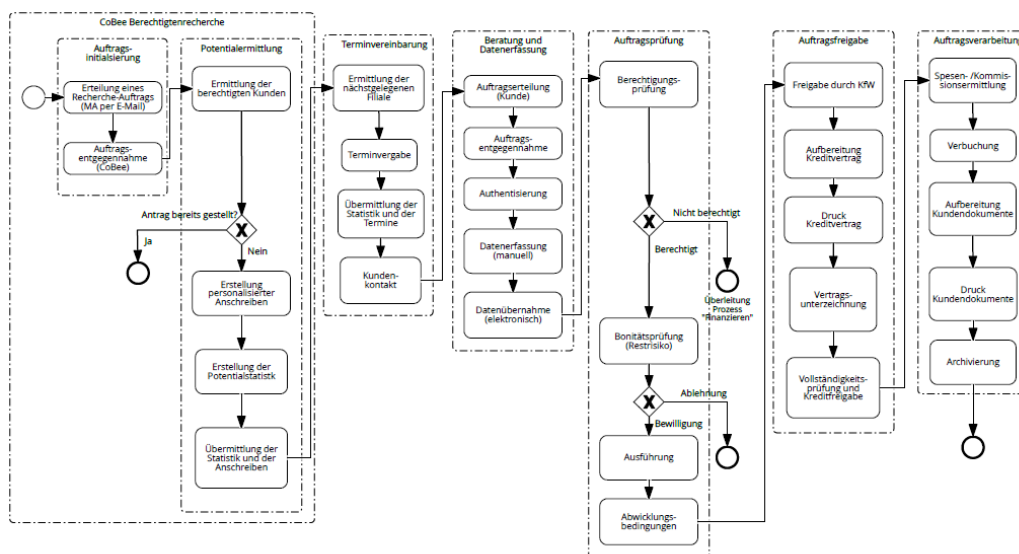 CoBee Berechtigtenrecherche
Auftrags-
initialsierung
Erteilung eines
Recherche-Auftrags
(MA per E-Mail)
Auftrags-
entgegennahme
(CoBee)
Potentialermittlung
Ermittlung der
berechtigten Kunden
Antrag bereits gestellt?
X
Ja
Nein
Erstellung
personalisierter
Anschreiben
Erstellung der
Potentialstatistk
Übermittlung der
Statistik und der
Anschreiben
Terminvereinbarung
Ermittlung der
nächstgelegenen
Filiale
Terminvergabe
Übermittlung der
Statistik und der
Termine
Kunden-
kontakt
Beratung und
Datenerfassung
Auftragserteilung
(Kunde)
Auftrags-
entgegennahme
Authentisierung
Datenerfassung
(manuell)
Datenübernahme
(elektronisch)
Auftragsprüfung
Berechtigungs-
prüfung
X
Nicht berechtigt
Berechtigt
Überleitung
Prozess
"Finanzieren"
Bonitätsprüfung
(Restrisiko)
X
Ablehnung
Bewilligung
Ausführung
Abwicklungs-
bedingungen
Auftragsfreigabe
Freigabe durch KfW
Aufbereitung
Kreditvertrag
Druck
Kreditvertrag
Vertrags-
unterzeichnung
Vollständigkeits-
prüfung und
Kreditfreigabe
Auftragsverarbeitung
Spesen- /Kommis-
sionsermittlung
Verbuchung
Aufbereitung
Kundendokumente
Druck
Kundendokumente
Archivierung